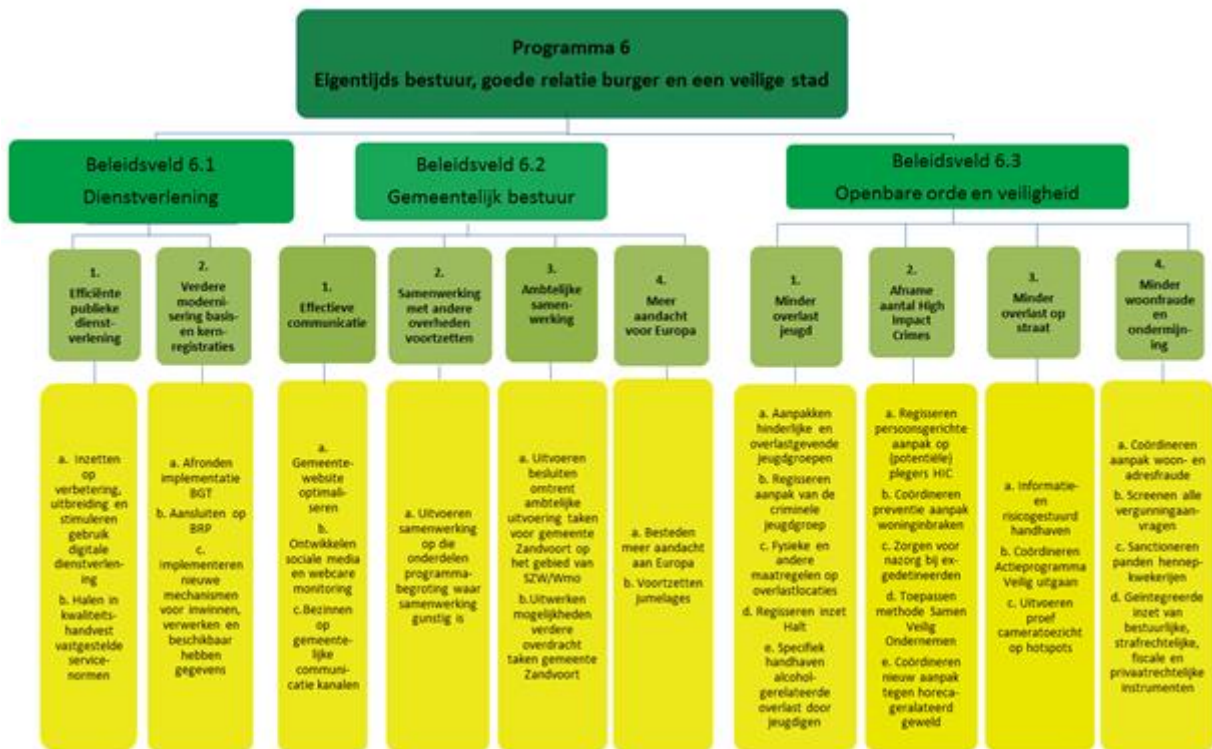 Programma 6
Eigentijds bestuur, goede relatie burger en een veilige stad
Beleidsveld 6.1
Dienstverlening
Beleidsveld 6.2
Gemeentelijk bestuur
Beleidsveld 6.3
Openbare orde en veiligheid
1.
Efficiënte
publieke
dienst-
verlening
2.
Verdere
moderni-
sering basis-
en kern-
registraties
1.
Effectieve
communicatie
2.
Samenwerking
met andere
overheden
voortzetten
3.
Ambtelijke
samen-
werking
4.
Meer
aandacht
voor Europa
1.
Minder
overlast
jeugd
2.
Afname
aantal High
Impact
Crimes
3.
Minder
overlast op
straat
4.
Minder
woonfraude
en
ondermijn-
ing
a. Inzetten
op
verbetering,
uitbreiding en
stimuleren
gebruik
digitale
dienstverlen-
ing
b. Halen in
kwaliteits-
handvest
vastgestelde
service-
normen
a. Afronden
implementatie
BGT
b. Aansluiten op
BRP
c.
Implementeren
nieuwe
mechanismen
voor inwinnen,
verwerken en
beschikbaar
hebben
gegevens
a.
Gemeente-
website
optimali-
seren
b.
Ontwikkelen
sociale media
en webcare
monitoring
c.Bezinnen
op
gemeente-
lijke
communi-
catie kanalen
a. Uitvoeren
samenwerking
op die
onderdelen
programma-
begroting waar
samenwerking
gunstig is
a. Uitvoeren
besluiten
omtrent
ambtelijke
uitvoering taken
voor gemeente
Zandvoort op
het gebied van
SZW/Wmo
b.Uitwerken
mogelijkheden
verdere
overdracht
taken gemeente
Zandvoort
a. Besteden
meer aandacht
aan Europa
b. Voortzetten
jumelages
a. Aanpakken
hinderlijke en
overlastgevende
jeugdgroepen
b. Regisseren
aanpak van de
criminele
jeugdgroep
c. Fysieke en
andere
maatregelen op
overlastlocaties
d. Regisseren inzet
Halt
e. Specifiek
handhaven
alcohol-
gerelateerde
overlast door
jeugdigen
a. Regisseren
persoonsgerichte
aanpak op
(potentiële)
plegers HIC
b. Coördineren
preventie aanpak
woninginbraken
c. Zorgen voor
nazorg bij ex-
gedetineerden
d. Toepassen
methode Samen
Veilig
Ondernemen
e. Coördineren
nieuw aanpak
tegen horeca-
geralateerd
geweld
a. Informatie-
en
risicogestuurd
handhaven
b. Coördineren
Actieprogramma
Veilig uitgaan
c. Uitvoeren
proef
cameratoezicht
op hotspots
a. Coördineren
aanpak woon- en
adresfraude
b. Screenen alle
vergunningaan-
vragen
c. Sanctioneren
panden hennep-
kwekerijen
d. Geïntegreerde
inzet van
bestuurlijke,
strafrechtelijke,
fiscale en
privaatrechtelijke
instrumenten